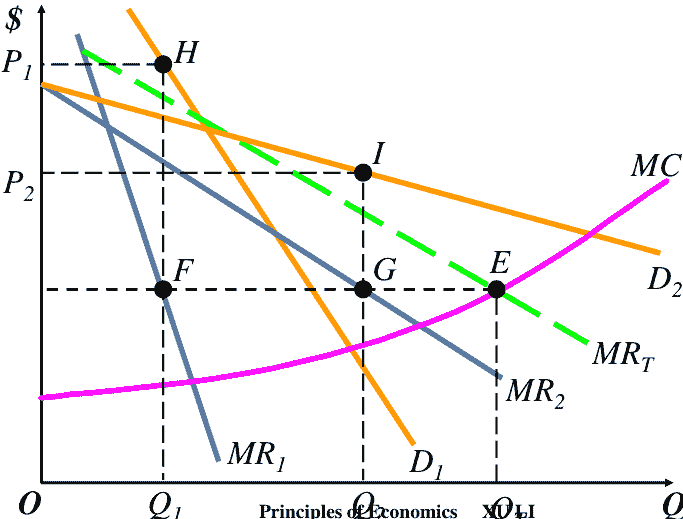 $
P1
H
I
P2
MC
F
G
E
D2
MRT
MR2
MR1
D1
O
Q1
Q
Principles of Economics